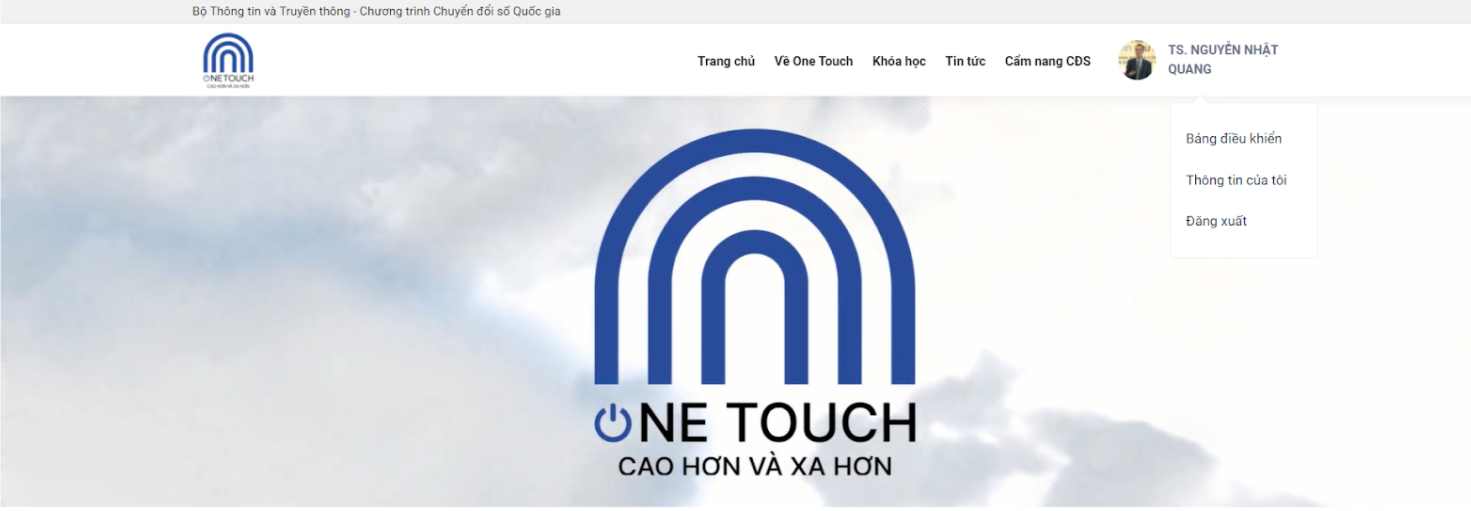 Bộ Thông tin và Truyền thông - Chương trình Chuyển đổi số Quốc gia
ONE TOUCH
CAO HƠN VÀ XA HƠN
Trang chủ Về One Touch Khóa học Tin tức Cẩm nang CĐS
TS. NGUYỄN NHẬT
QUANG
Bảng điều khiển
Thông tin của tôi
Đăng xuất
ONE TOUCH
CAO HƠN VÀ XA HƠN